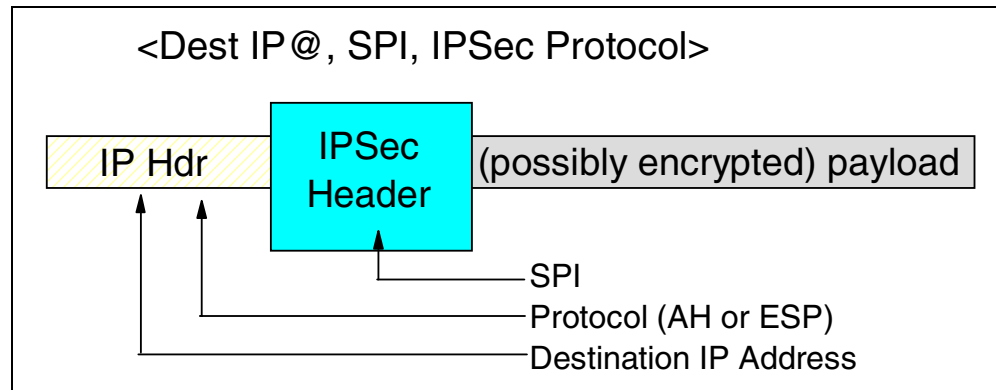 <Dest IP@, SPI, IPSec Protocol>
IP Hdr
IPSec
Header
(possibly encrypted) payload
SPI
Protocol (AH or ESP)
Destination IP Address